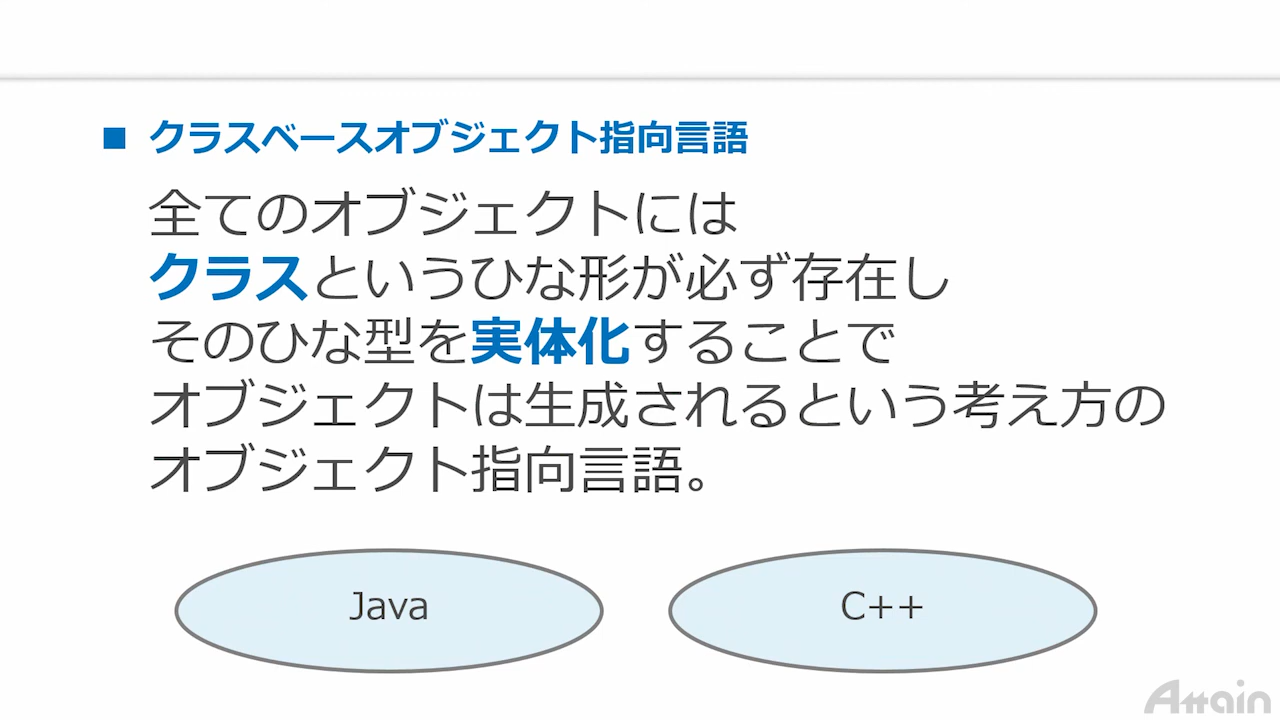 ■ クラスベースオブジェクト指向言語
全てのオブジェクトには
クラスというひな形が必ず存在し
そのひな型を実体化することで
オブジェクトは生成されるという考え方の
オブジェクト指向言語。
Java
C++
Attain